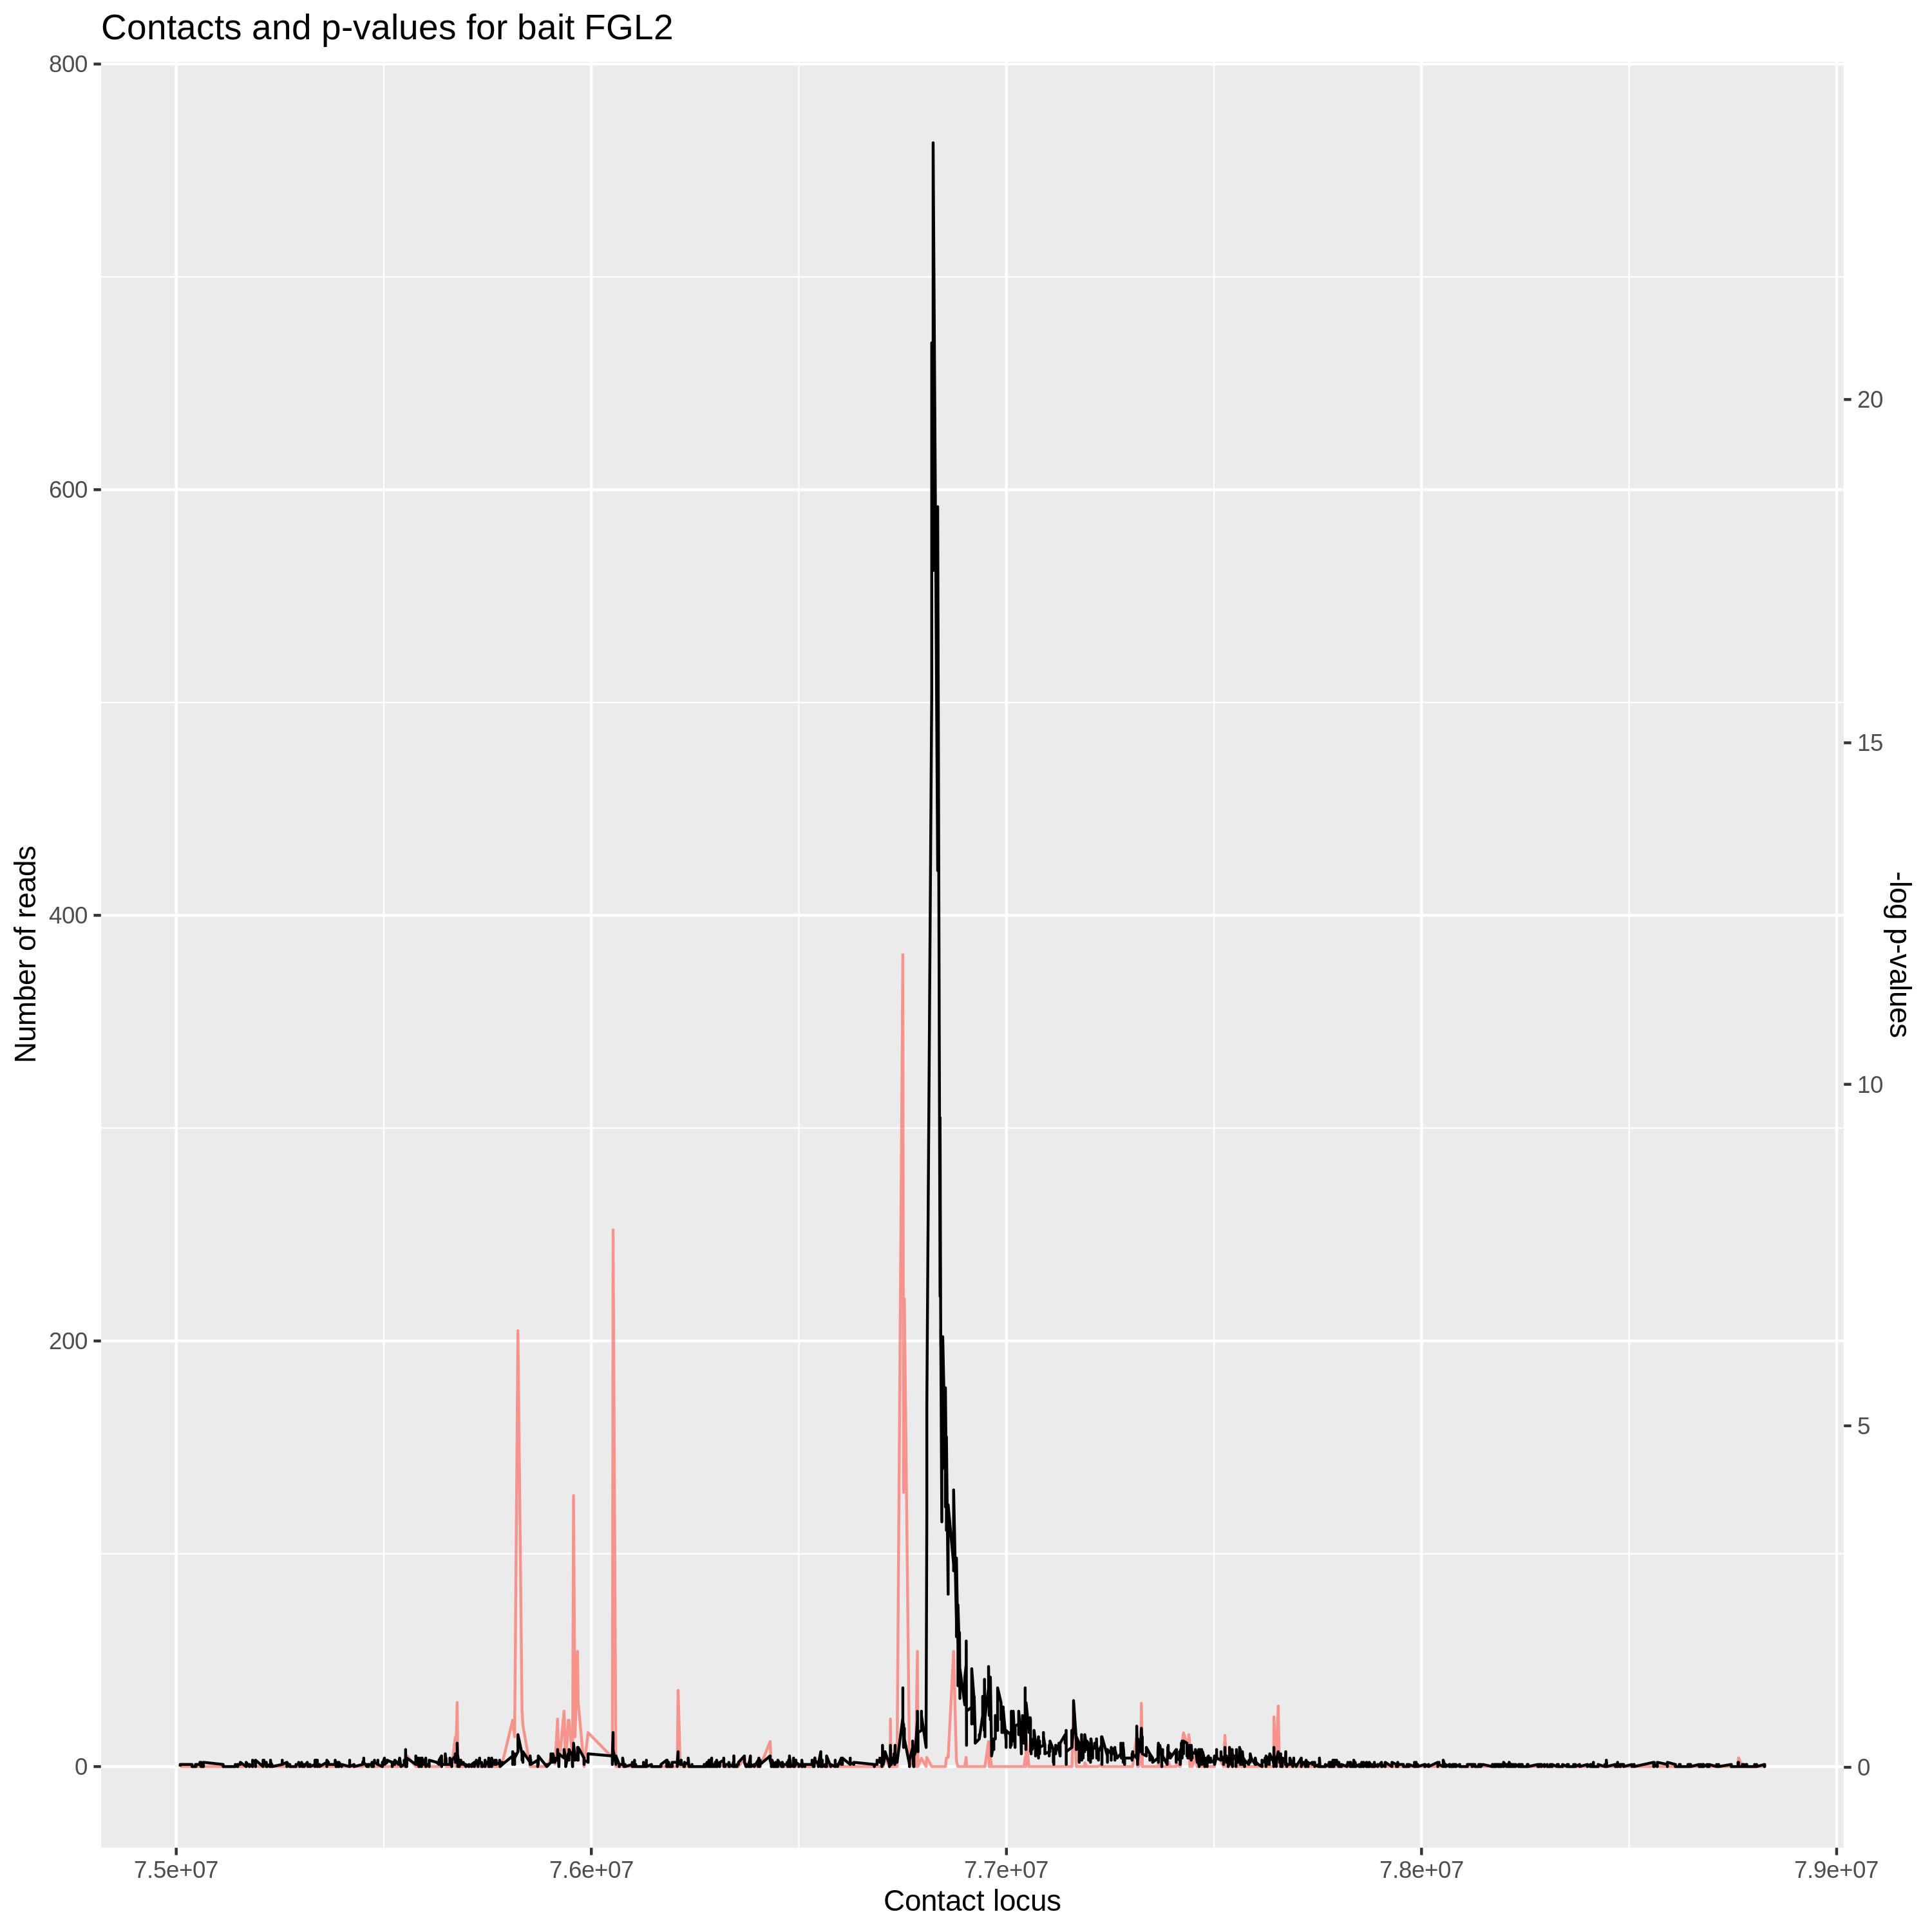 Contacts and p-values for bait FGL2
800
600
400
200
0
Number of reads
20
15
10
5
0
-log p-values
7.5e+07
7.6e+07
7.7e+07
7.8e+07
7.9e+07
Contact locus